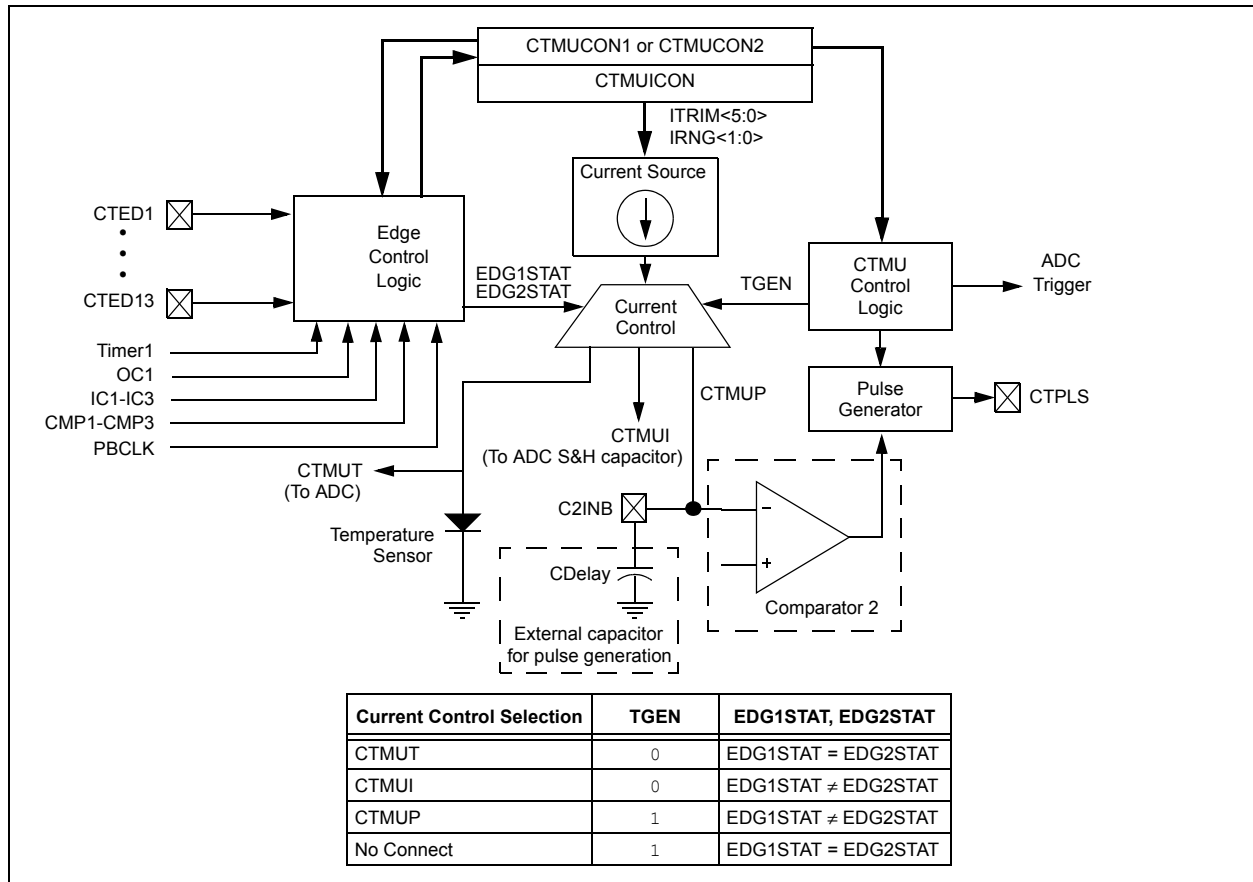 CTMUCON1 or CTMUCON2
CTMUICON
ITRIM<5:0>
IRNG<1:0>
Current Source
CTED1
CTED13
Edge
Control
Logic
EDG1STAT
EDG2STAT
Current
Control
TGEN
CTMU
Control
Logic
ADC
Trigger
Timer1
OC1
IC1-IC3
CMP1-CMP3
PBCLK
Pulse
Generator
CTPLS
CTMUP
CTMUI
(To ADC S&H capacitor)
CTMUT
(To ADC)
C2INB
Temperature
Sensor
CDelay
External capacitor
for pulse generation
−
+
Comparator 2
Current Control Selection TGEN EDG1STAT, EDG2STAT
CTMUT 0 EDG1STAT = EDG2STAT
CTMUI 0 EDG1STAT ≠ EDG2STAT
CTMUP 1 EDG1STAT ≠ EDG2STAT
No Connect 1 EDG1STAT = EDG2STAT